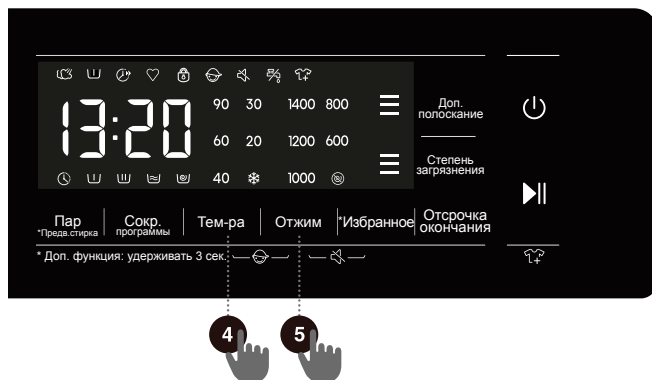 90 30 1400 800
Доп.
полоскание
13:20
60 20 1200 600
Степень
загрязнения
40 1000
Пар
*Предв.стирка
Сокр.
программы
Тем-ра
Отжим
*Избранное
Отсрочка
окончания
* Доп. функция: удерживать 3 сек.
4
5